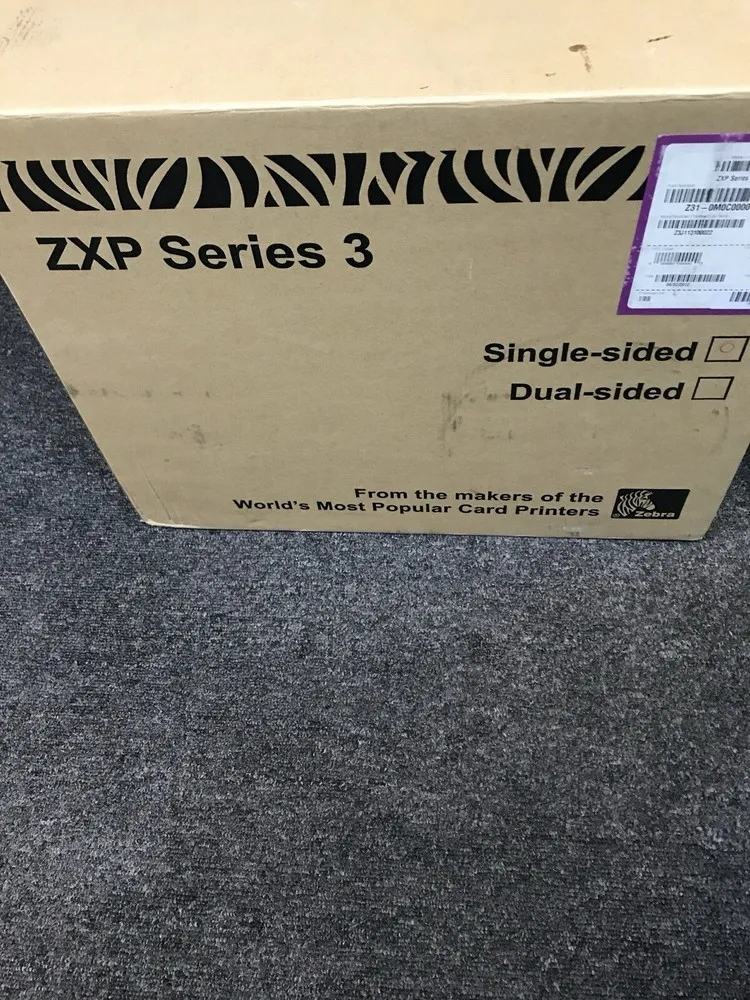 ZXP Series 3
ZXP Series
Z31-0M0C0000
Z3J113100022
Single-sided
Dual-sided
From the makers of the
World's Most Popular Card Printers
Zebra